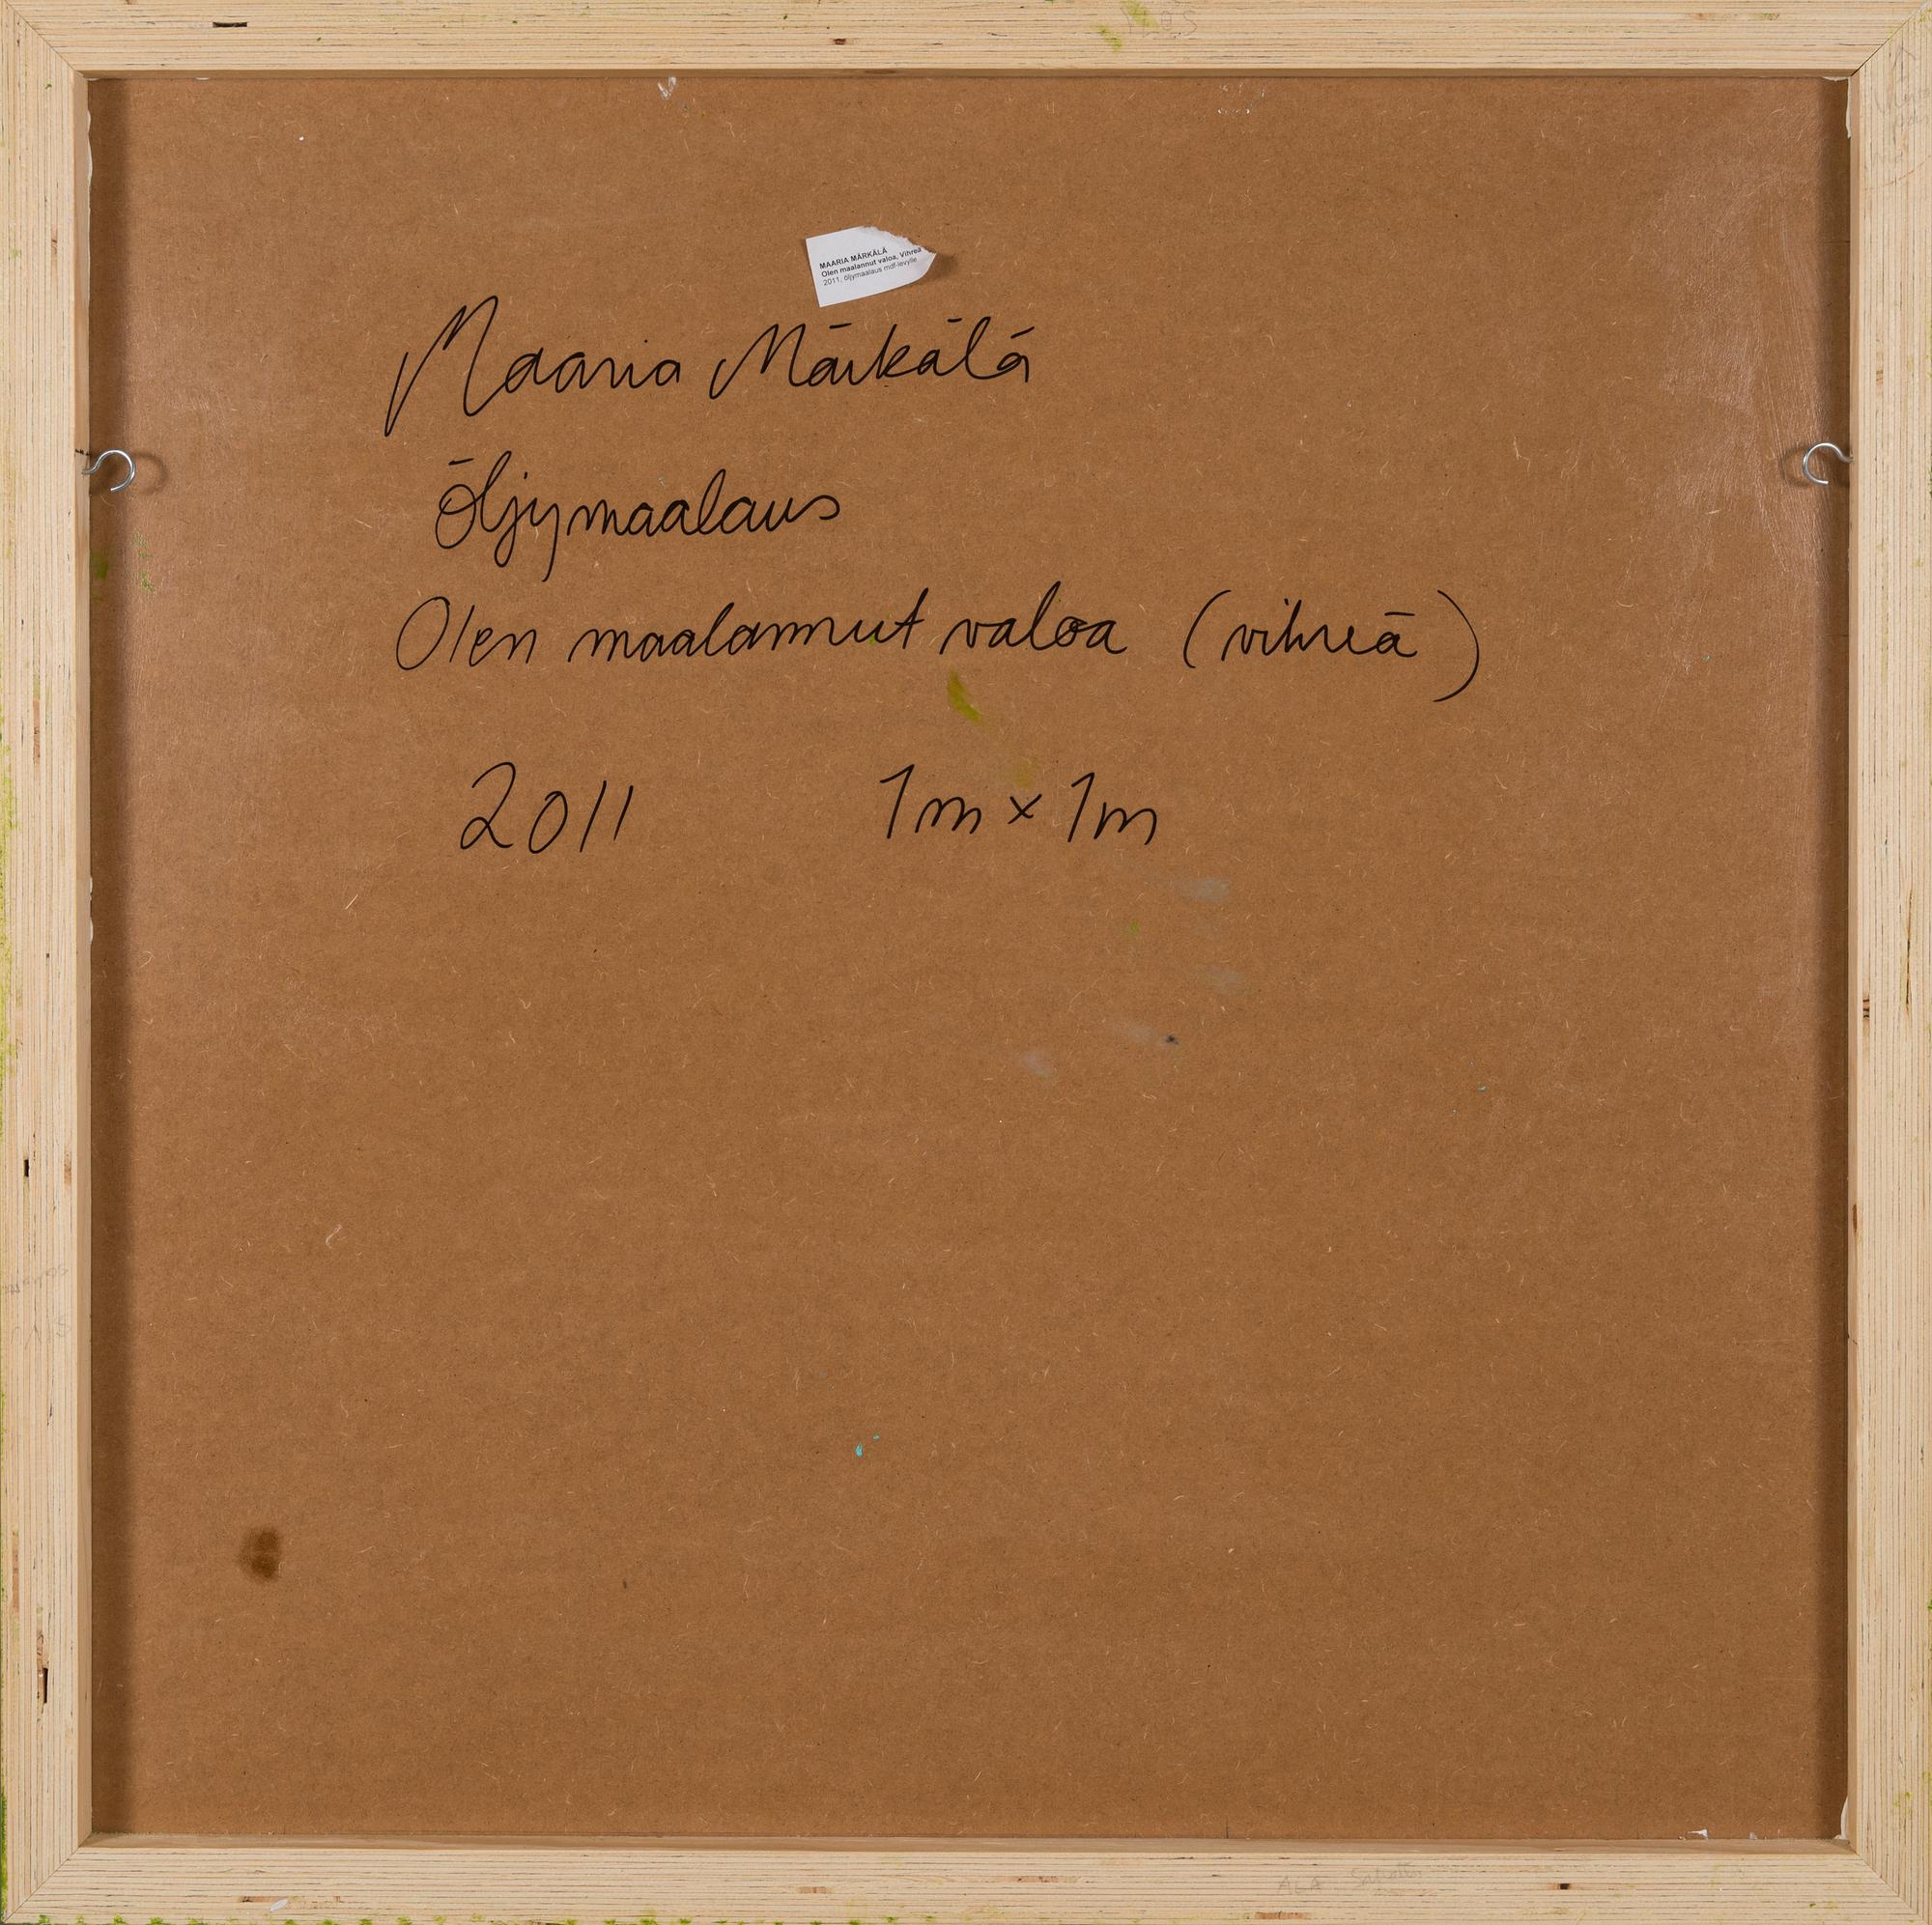 MAARIA MÄRKÄLÄ
Olen maalannut valoa, Vihreä
2011, öljymaalaus mdf-levylle
Maaria Märkälä
Öljymaalaus
Olen maalannut valoa (vihreä)
2011 1m x 1m